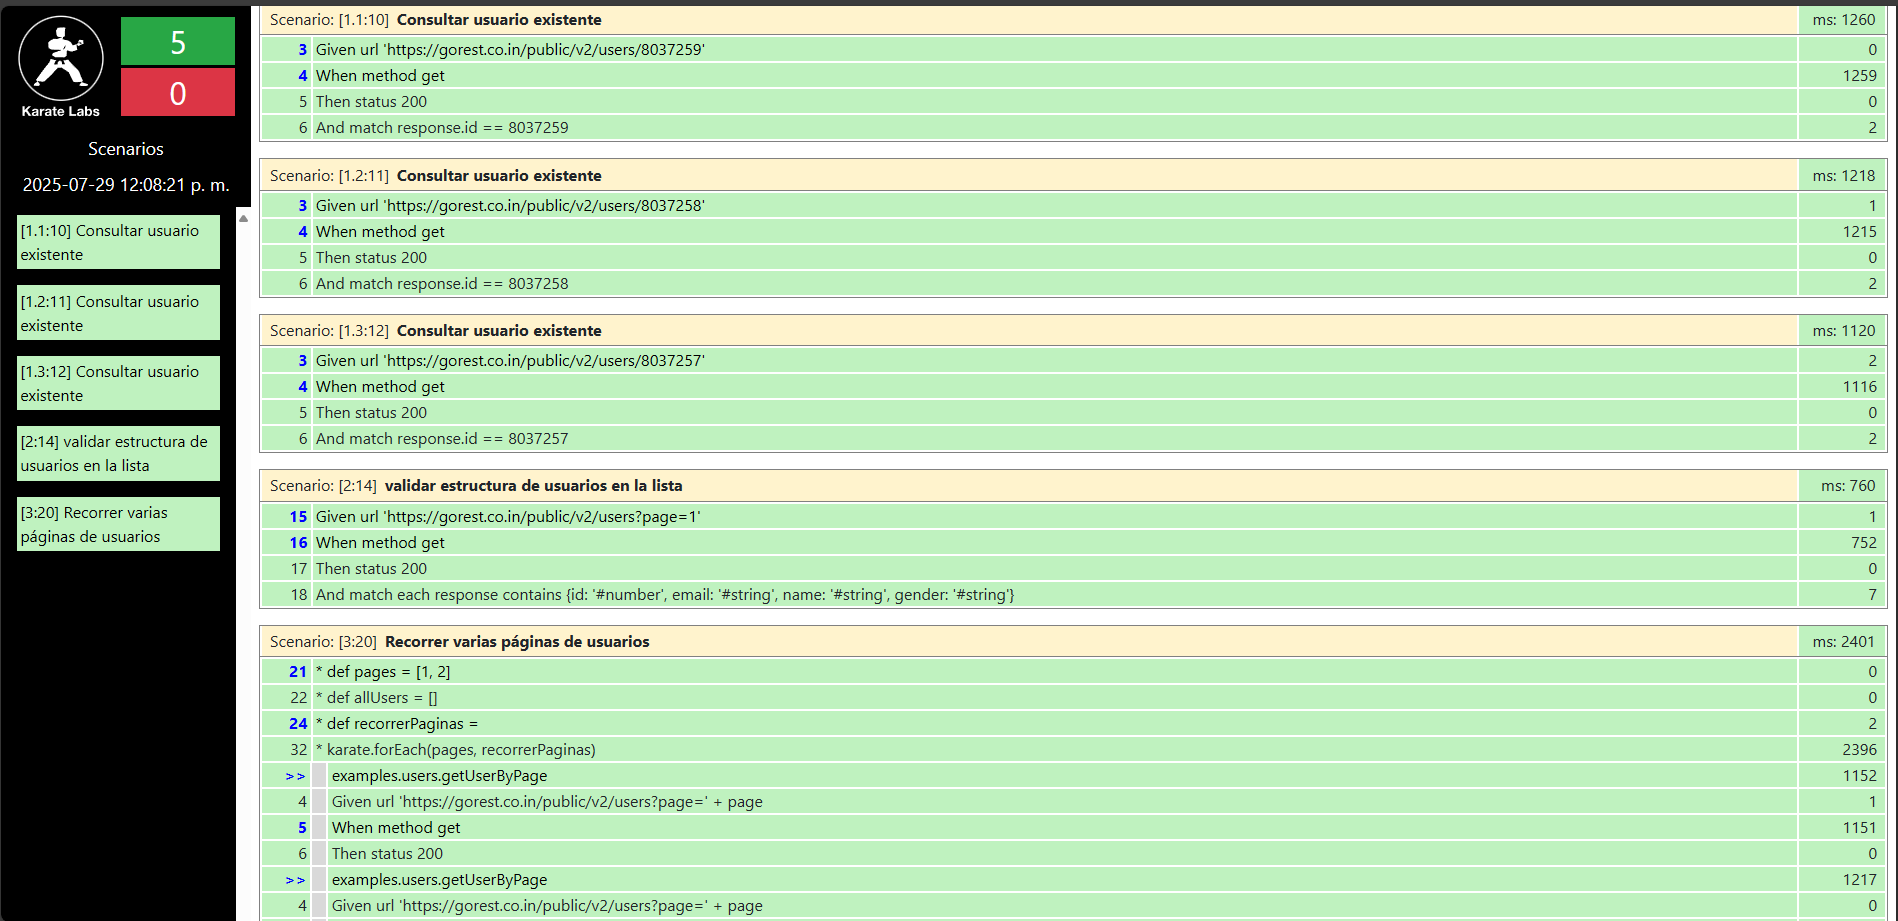 Karate Labs
5
0
Scenarios
2025-07-29 12:08:21 p. m.
[1.1:10] Consultar usuario
existente
[1.2:11] Consultar usuario
existente
[1.3:12] Consultar usuario
existente
[2:14] validar estructura de
usuarios en la lista
[3:20] Recorrer varias
páginas de usuarios
Scenario: [1.1:10] Consultar usuario existente ms: 1260
3 Given url 'https://gorest.co.in/public/v2/users/8037259' 0
4 When method get 1259
5 Then status 200 0
6 And match response.id == 8037259 2
Scenario: [1.2:11] Consultar usuario existente ms: 1218
3 Given url 'https://gorest.co.in/public/v2/users/8037258' 1
4 When method get 1215
5 Then status 200 0
6 And match response.id == 8037258 2
Scenario: [1.3:12] Consultar usuario existente ms: 1120
3 Given url 'https://gorest.co.in/public/v2/users/8037257' 2
4 When method get 1116
5 Then status 200 0
6 And match response.id == 8037257 2
Scenario: [2:14] validar estructura de usuarios en la lista ms: 760
15 Given url 'https://gorest.co.in/public/v2/users?page=1' 1
16 When method get 752
17 Then status 200 0
18 And match each response contains {id: '#number', email: '#string', name: '#string', gender: '#string'} 7
Scenario: [3:20] Recorrer varias páginas de usuarios ms: 2401
21 * def pages = [1, 2] 0
22 * def allUsers = [] 0
24 * def recorrerPaginas = 2
32 * karate.forEach(pages, recorrerPaginas) 2396
>> examples.users.getUserByPage 1152
4 Given url 'https://gorest.co.in/public/v2/users?page=' + page 1
5 When method get 1151
6 Then status 200 0
>> examples.users.getUserByPage 1217
4 Given url 'https://gorest.co.in/public/v2/users?page=' + page 0